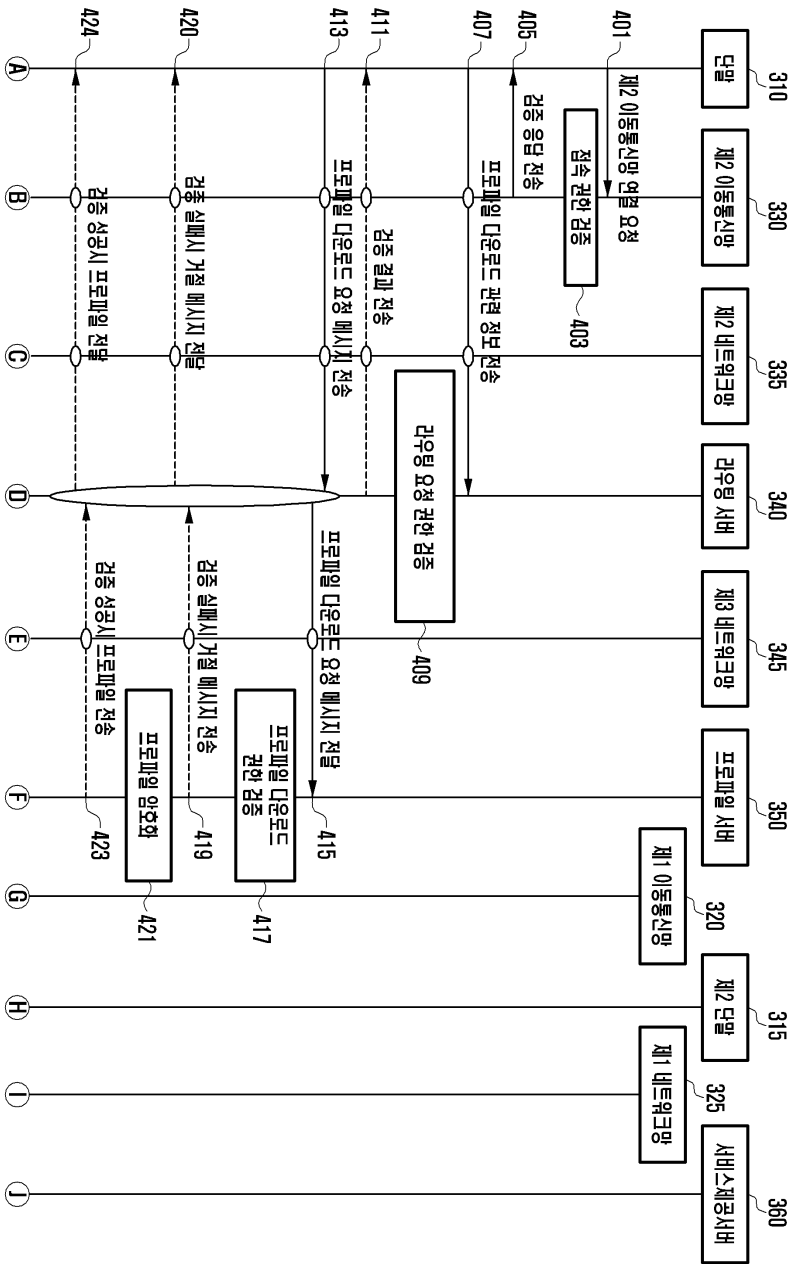 310
단말
330
제2 이동통신망
335
제2 네트워크망
340
라우팅 서버
345
제3 네트워크망
350
프로파일 서버
320
제1 이동통신망
315
제2 단말
325
제1 네트워크망
360
서비스제공서버
401
제2 이동통신망 연결 요청
접속 권한 검증
403
405
검증 응답 전송
407
프로파일 다운로드 관련 정보 전송
라우팅 요청 권한 검증
409
411
검증 결과 전송
413
프로파일 다운로드 요청 메시지 전송
프로파일 다운로드 요청 메시지 전달
415
프로파일 다운로드
권한 검증
417
검증 실패시 거절 메시지 전송
419
420
검증 실패시 거절 메시지 전달
프로파일 암호화
421
검증 성공시 프로파일 전송
423
424
검증 성공시 프로파일 전달
A
B
C
D
E
F
G
H
I
J